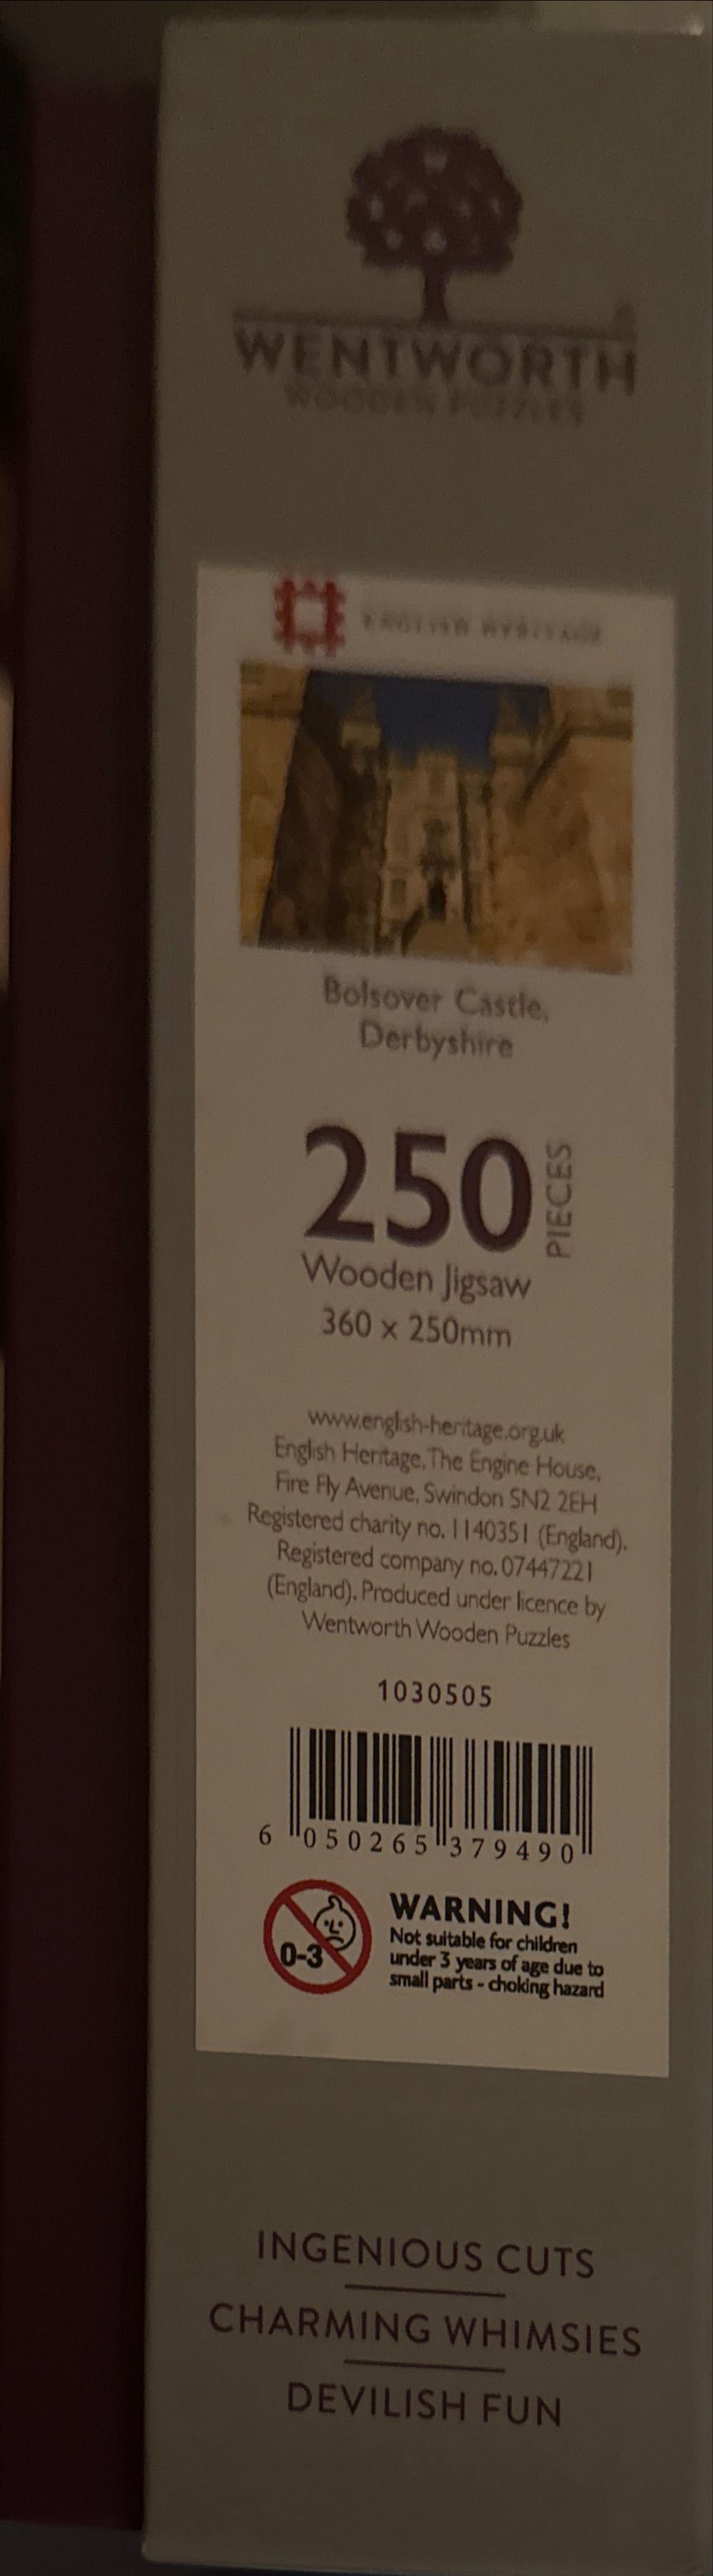 WENTWORTH
WOODEN PUZZLES
ENGLISH HERITAGE
Bolsover Castle,
Derbyshire
250 PIECES
Wooden Jigsaw
360 x 250mm
www.english-heritage.org.uk
English Heritage, The Engine House,
Fire Fly Avenue, Swindon SN2 2EH
Registered charity no. 1140351 (England).
Registered company no. 07447221
(England). Produced under licence by
Wentworth Wooden Puzzles
1030505
6 050265 379490
0-3
WARNING!
Not suitable for children
under 3 years of age due to
small parts - choking hazard
INGENIOUS CUTS
CHARMING WHIMSIES
DEVILISH FUN